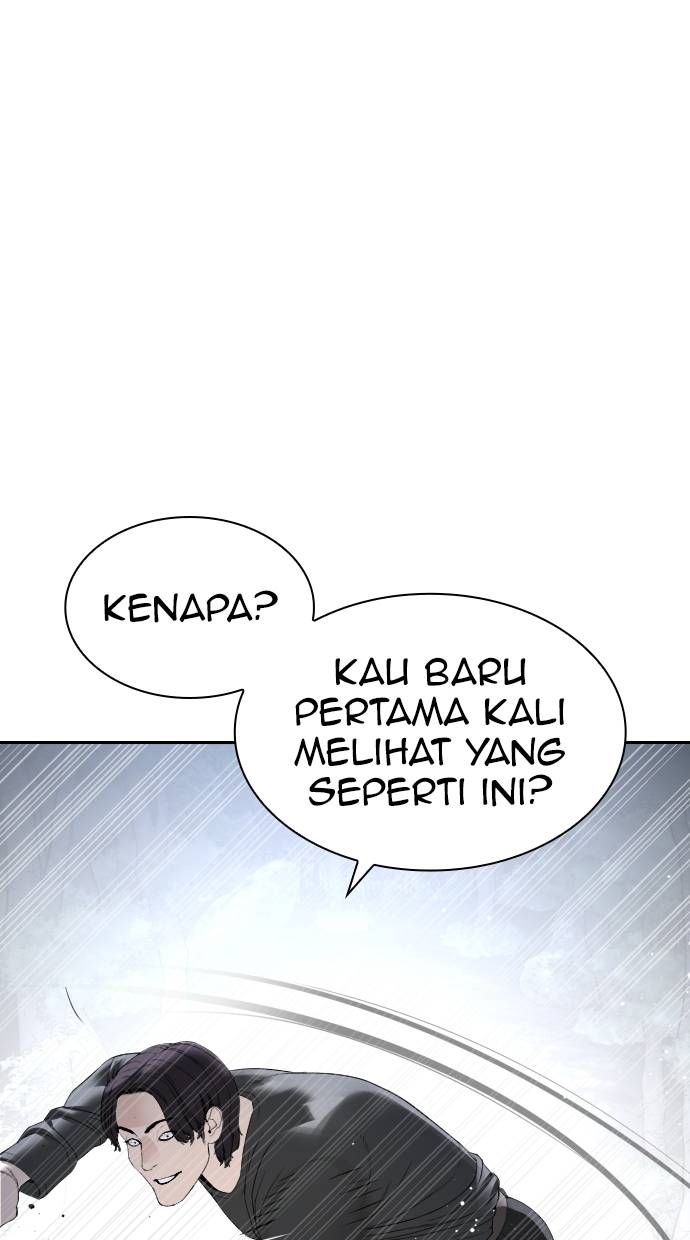 KENAPA?
KAU BARU
PERTAMA KALI
MELIHAT YANG
SEPERTI INI?